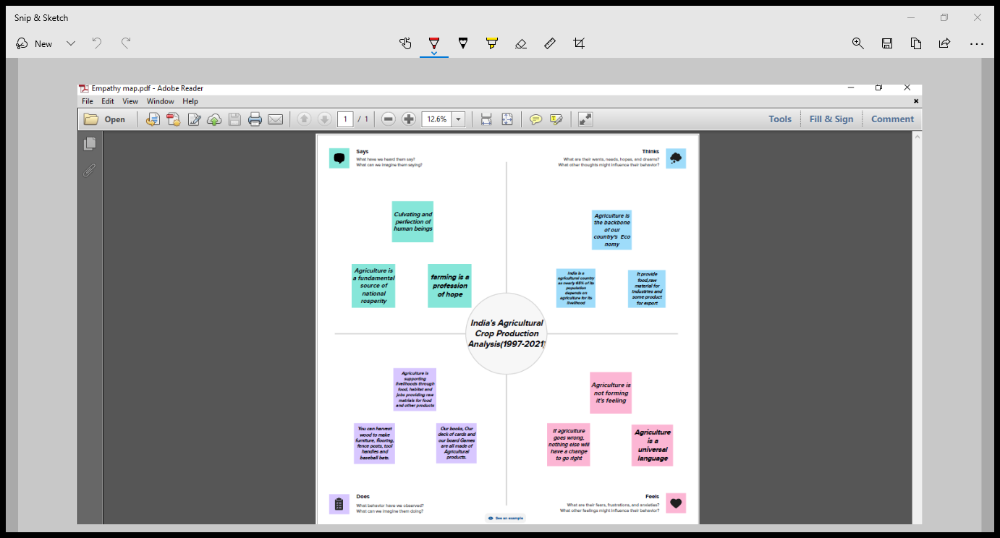 Snip & Sketch
New
Empathy map.pdf - Adobe Reader
File Edit View Window Help
Open
1 / 1
12.6%
Tools
Fill & Sign
Comment
Says
What have we heard them say?
What can we imagine them saying?
Thinks
What are their wants, needs, hopes, and dreams?
What other thoughts might influence their behavior?
Culvating and
perfection of
human beings
Agriculture is
a fundamental
source of
national
rosperity
farming is a
profession
of hope
Agriculture is
the backbone
of our
country's Eco
nomy
India is a
agricultural country
as nearly 65% of its
population
depends on
agriculture for its
livelihood
It provide
food,raw
material for
industries and
some product
for export
India's Agricultural
Crop Production
Analysis(1997-2021)
Agriculture is
supporting
livelihoods through
food, habitat and
jobs providing raw
matrials for food
and other products
You can harvest
wood to make
furniture, flooring,
fence posts, tool
handles and
baseball bats.
Our books, Our
deck of cards and
our board Games
are all made of
Agricultural
products.
Agriculture is
not forming
it's feeling
If agriculture
goes wrong,
nothing else will
have a change
to go right
Agriculture
is a
universal
language
Does
What behavior have we observed?
What can we imagine them doing?
Feels
What are their fears, frustrations, and anxieties?
What other feelings might influence their behavior?
See an example